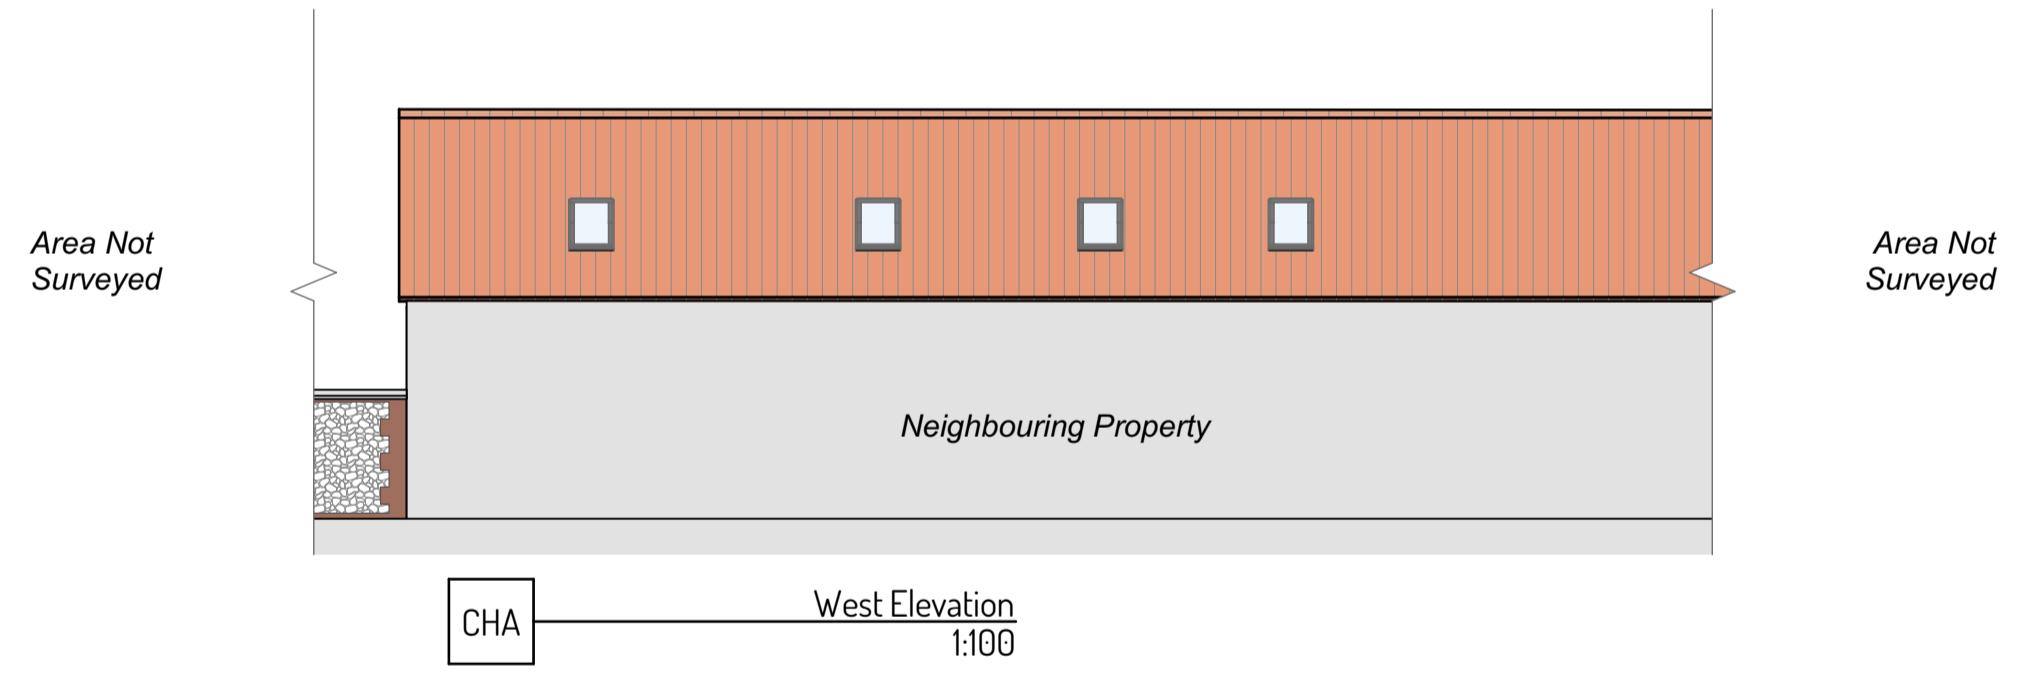 Area Not
Surveyed
Area Not
Surveyed
Neighbouring Property
CHA
West Elevation
1:100